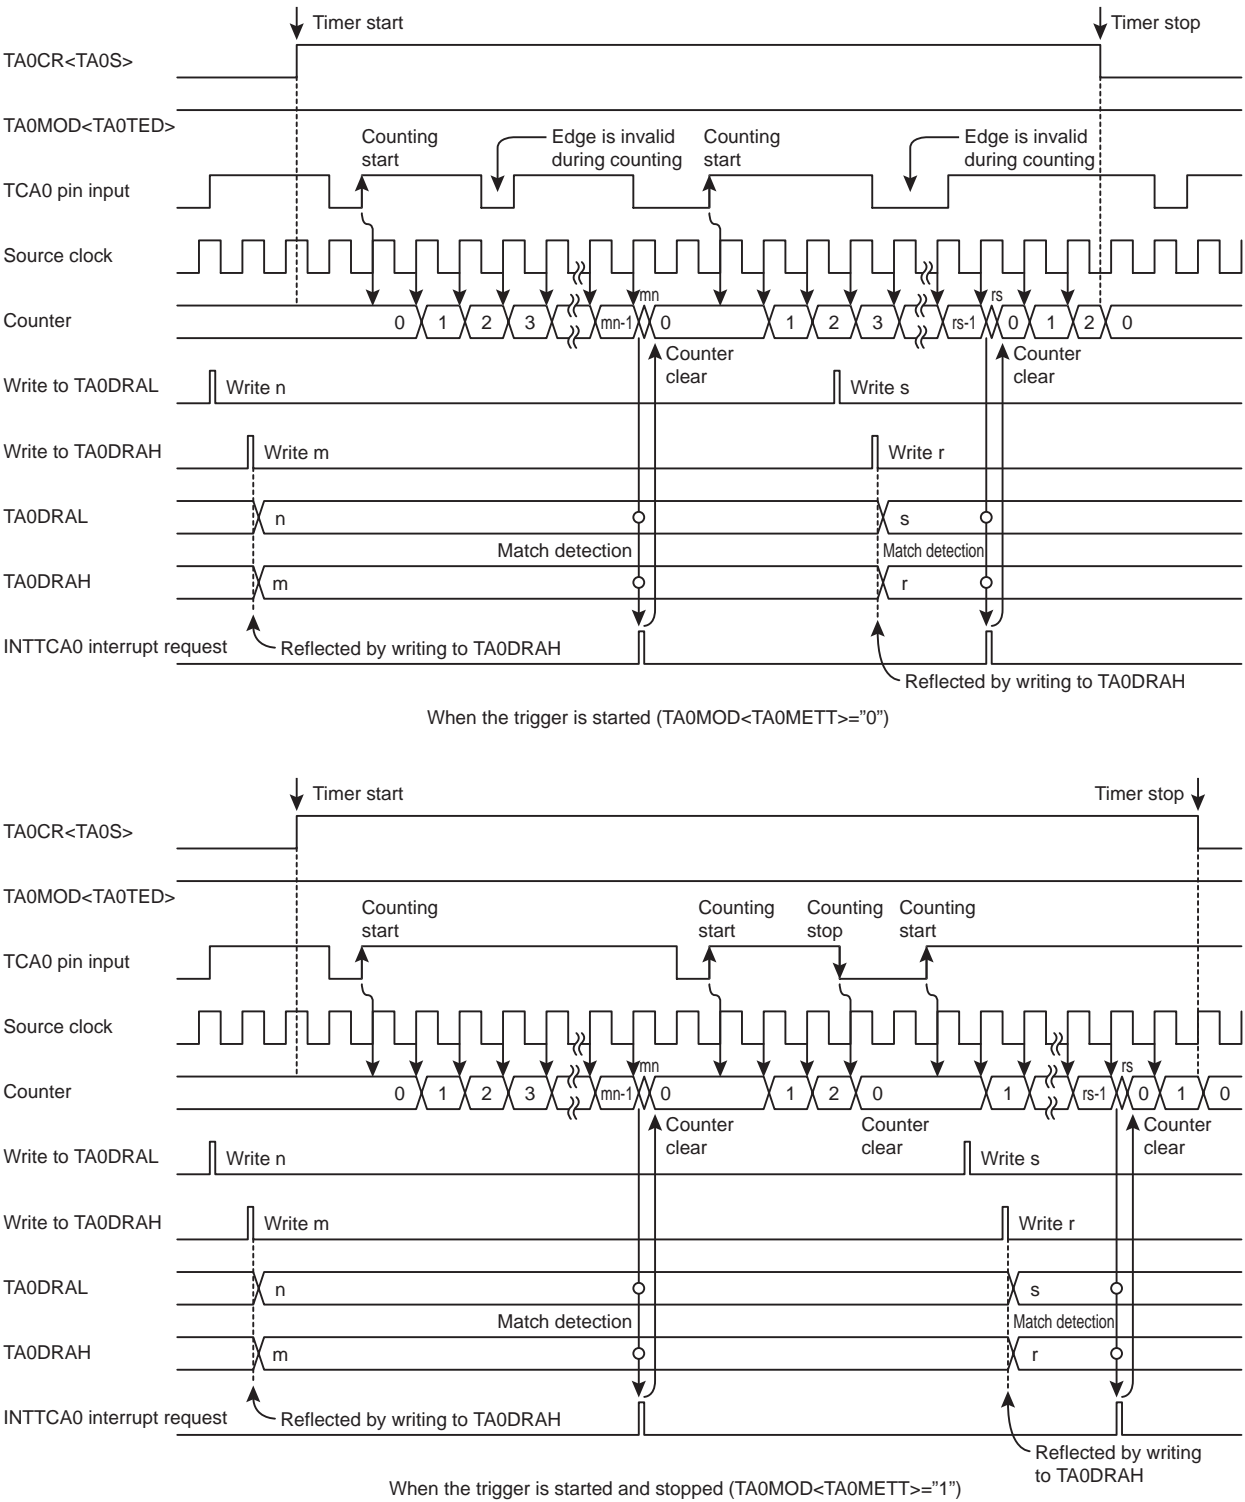 Timer start
Timer stop
TA0CR<TA0S>
TA0MOD<TA0TED>
Counting
start
Edge is invalid
during counting
Counting
start
Edge is invalid
during counting
TCA0 pin input
Source clock
mn
rs
Counter
0 1 2 3 mn-1 0 1 2 3 rs-1 0 1 2 0
Counter
clear
Counter
clear
Write to TA0DRAL
Write n
Write s
Write to TA0DRAH
Write m
Write r
TA0DRAL
n
s
Match detection
Match detection
TA0DRAH
m
r
INTTCA0 interrupt request
Reflected by writing to TA0DRAH
Reflected by writing to TA0DRAH
When the trigger is started (TA0MOD<TA0METT>="0")
Timer start
Timer stop
TA0CR<TA0S>
TA0MOD<TA0TED>
Counting
start
Counting
start
Counting
stop
Counting
start
TCA0 pin input
Source clock
mn
rs
Counter
0 1 2 3 mn-1 0 1 2 0 1 rs-1 0 1 0
Counter
clear
Counter
clear
Counter
clear
Write to TA0DRAL
Write n
Write s
Write to TA0DRAH
Write m
Write r
TA0DRAL
n
s
Match detection
Match detection
TA0DRAH
m
r
INTTCA0 interrupt request
Reflected by writing to TA0DRAH
Reflected by writing
to TA0DRAH
When the trigger is started and stopped (TA0MOD<TA0METT>="1")